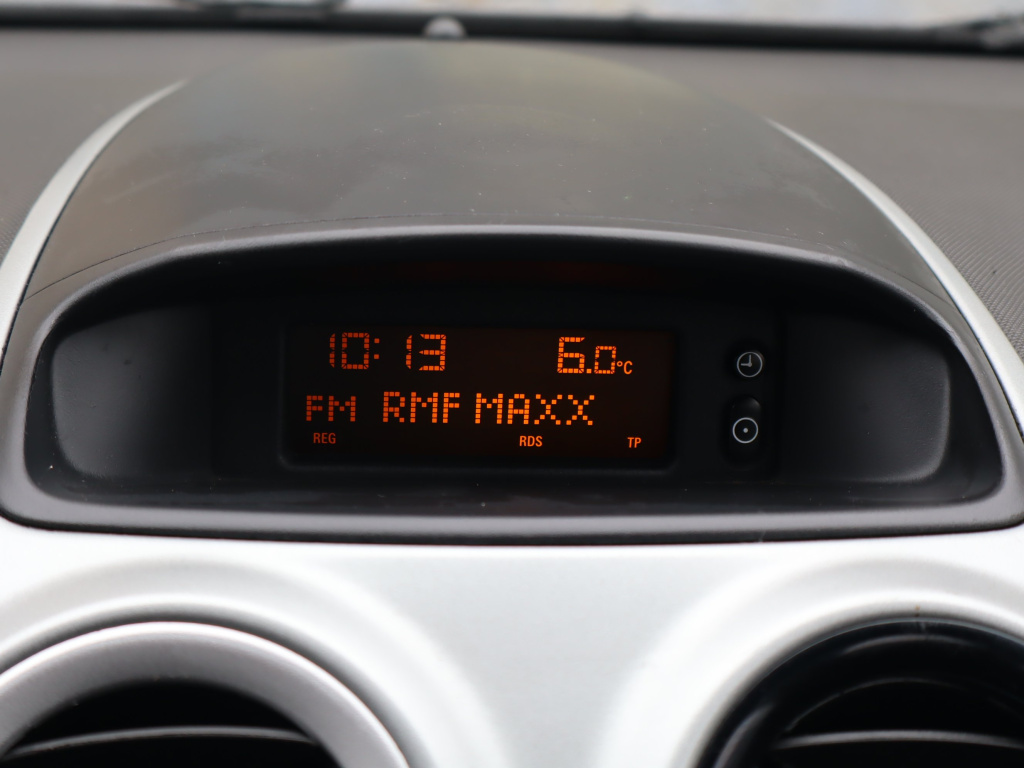 10:13 6.0°C
FM RMF MAXX
REG RDS TP